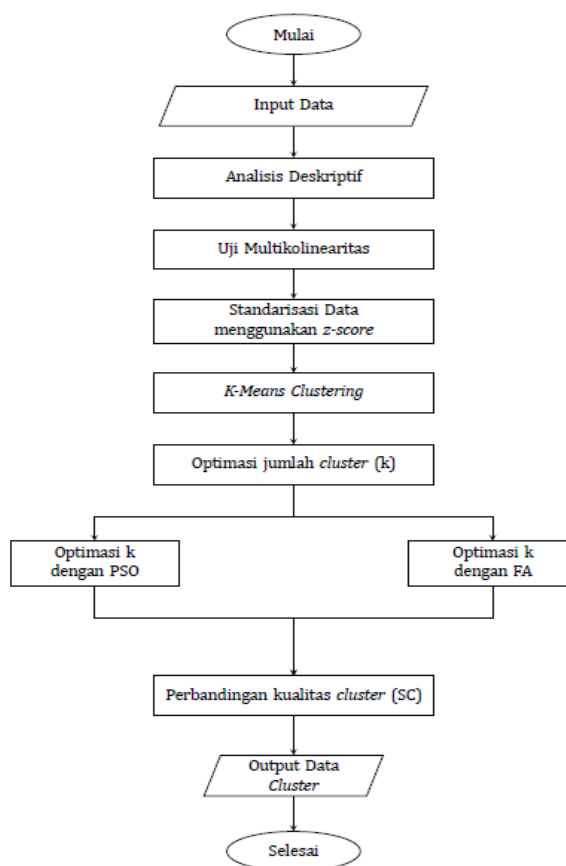 Mulai
Input Data
Analisis Deskriptif
Uji Multikolinearitas
Standarisasi Data
menggunakan z-score
K-Means Clustering
Optimasi jumlah cluster (k)
Optimasi k
dengan PSO
Optimasi k
dengan FA
Perbandingan kualitas cluster (SC)
Output Data
Cluster
Selesai